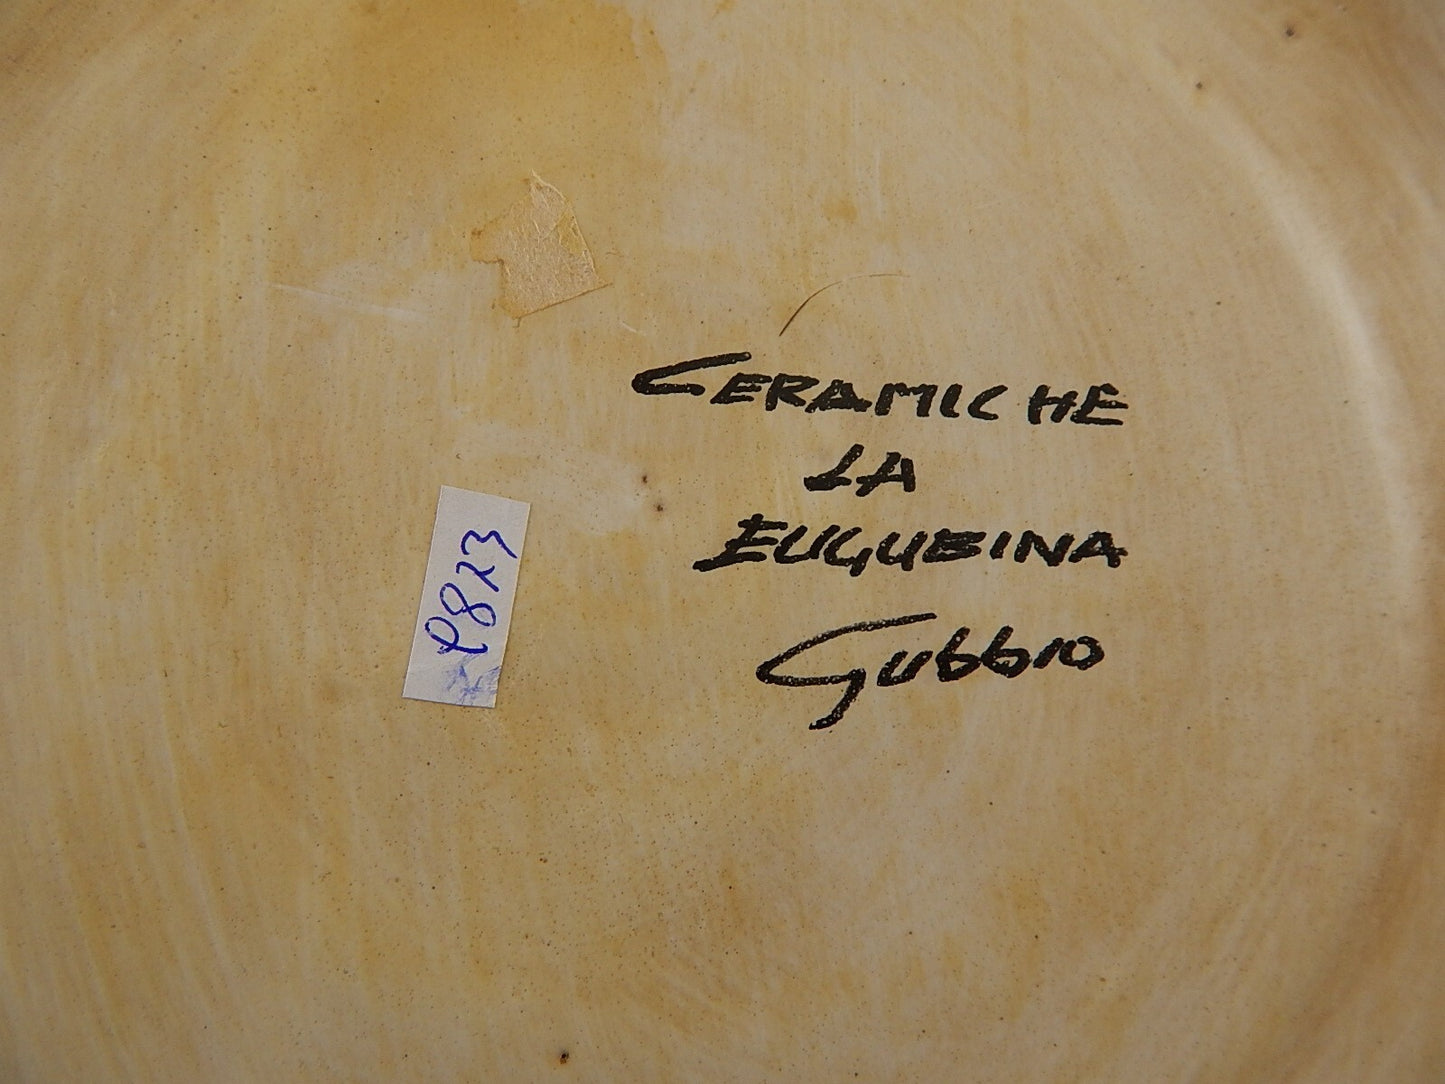 CERAMICHE
LA
EUGUBINA
Gubbio
P823